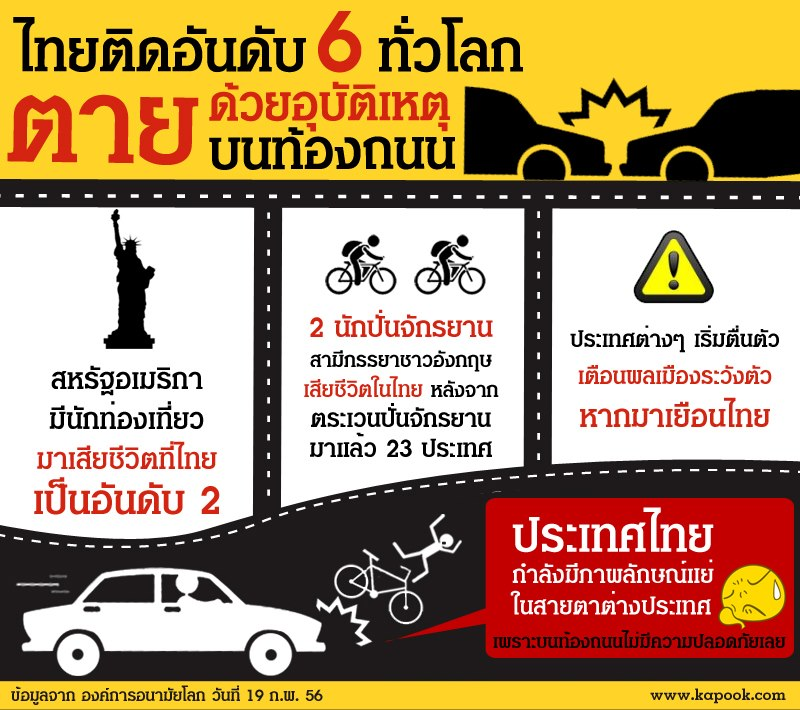 ไทยติดอันดับ 6 ทั่วโลก
ตาย ด้วยอุบัติเหตุ
บนท้องถนน
สหรัฐอเมริกา
มีนักท่องเที่ยว
มาเสียชีวิตที่ไทย
เป็นอันดับ 2
2 นักปั่นจักรยาน
สามีภรรยาชาวอังกฤษ
เสียชีวิตในไทย หลังจาก
ตระเวนปั่นจักรยาน
มาแล้ว 23 ประเทศ
ประเทศต่างๆ เริ่มตื่นตัว
เตือนพลเมืองระวังตัว
หากมาเยือนไทย
ประเทศไทย
กำลังมีภาพลักษณ์แย่
ในสายตาต่างประเทศ
เพราะบนท้องถนนไม่มีความปลอดภัยเลย
ข้อมูลจาก องค์การอนามัยโลก วันที่ 19 ก.พ. 56
www.kapook.com